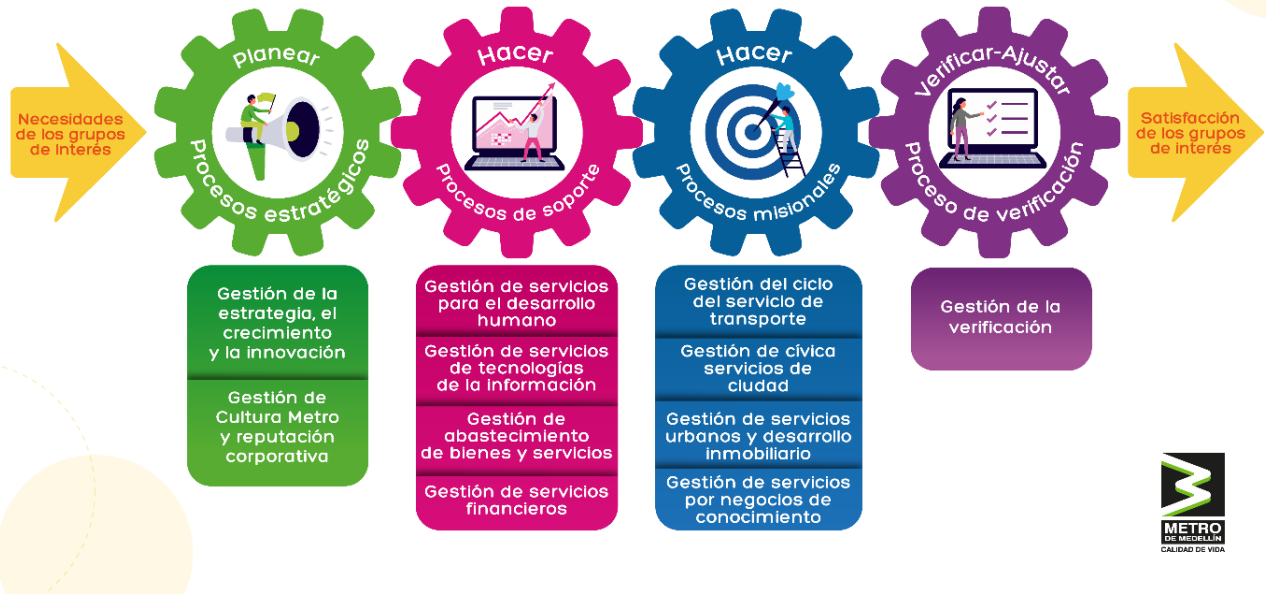 Necesidades
de los grupos
de interés
Planear
Procesos estratégicos
Gestión de la
estrategia, el
crecimiento
y la innovación
Gestión de
Cultura Metro
y reputación
corporativa
Hacer
Procesos de soporte
Gestión de servicios
para el desarrollo
humano
Gestión de servicios
de tecnologías
de la información
Gestión de
abastecimiento
de bienes y servicios
Gestión de servicios
financieros
Hacer
Procesos misionales
Gestión del ciclo
del servicio de
transporte
Gestión de cívica
servicios de
ciudad
Gestión de servicios
urbanos y desarrollo
inmobiliario
Gestión de servicios
por negocios de
conocimiento
Verificar-Ajustar
Proceso de verificación
Gestión de la
verificación
Satisfacción
de los grupos
de interés
METRO
DE MEDELLÍN
CALIDAD DE VIDA